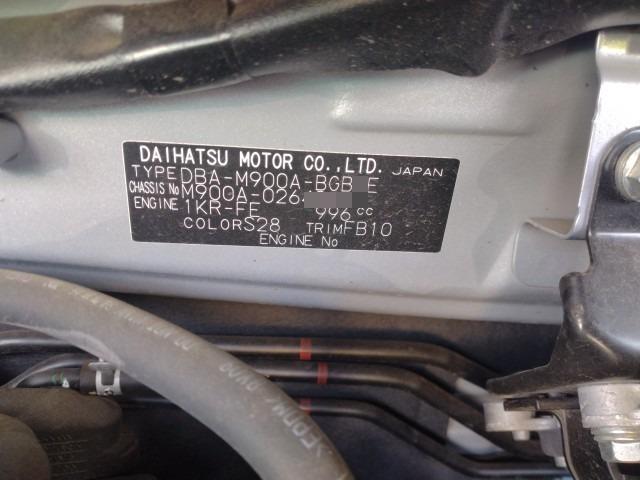 DAIHATSU MOTOR CO.,LTD. JAPAN
TYPE DBA-M900A-BGB E
CHASSIS No M900A-026
ENGINE 1KR-FE 996 cc
COLOR S28 TRIM FB10
ENGINE No